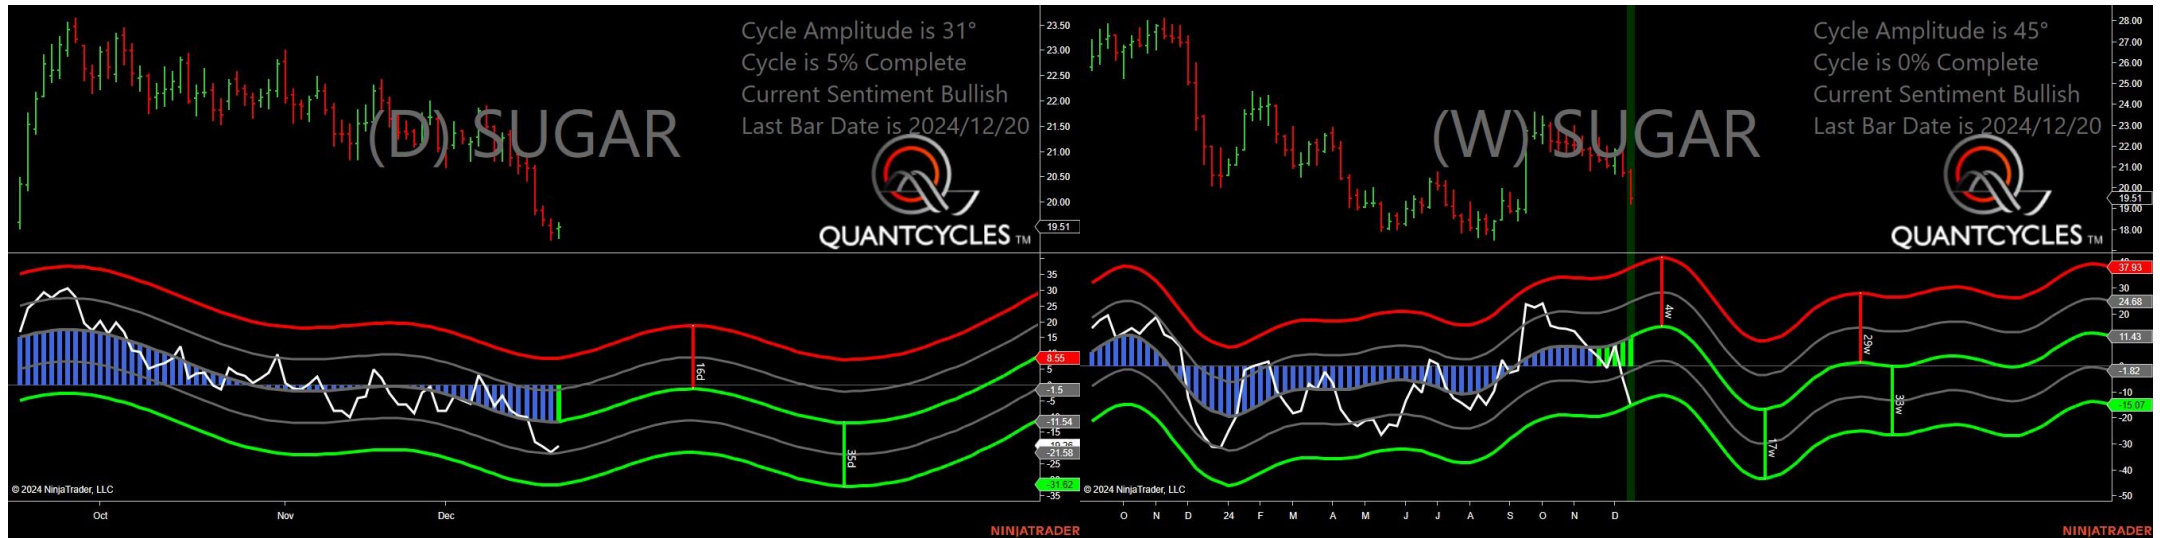 Cycle Amplitude is 31°
Cycle is 5% Complete
Current Sentiment Bullish
Last Bar Date is 2024/12/20
(D) SUGAR
QUANTCYCLES TM
23.50
23.00
22.50
22.00
21.50
21.00
20.50
20.00
19.51
35
30
25
20
15
8.55
5
-1.5
-5
-11.54
-15
-19.26
-21.58
-25
-31.62
-35
16d
35d
© 2024 NinjaTrader, LLC
Oct Nov Dec
NINJATRADER
Cycle Amplitude is 45°
Cycle is 0% Complete
Current Sentiment Bullish
Last Bar Date is 2024/12/20
(W) SUGAR
QUANTCYCLES TM
28.00
27.00
26.00
25.00
24.00
23.00
22.00
21.00
20.00
19.51
19.00
18.00
40
37.93
30
24.68
20
11.43
-1.82
-10
-15.07
-20
-30
-40
-50
4w
17w
29w
33w
© 2024 NinjaTrader, LLC
O N D 24 F M A M J J A S O N D
NINJATRADER